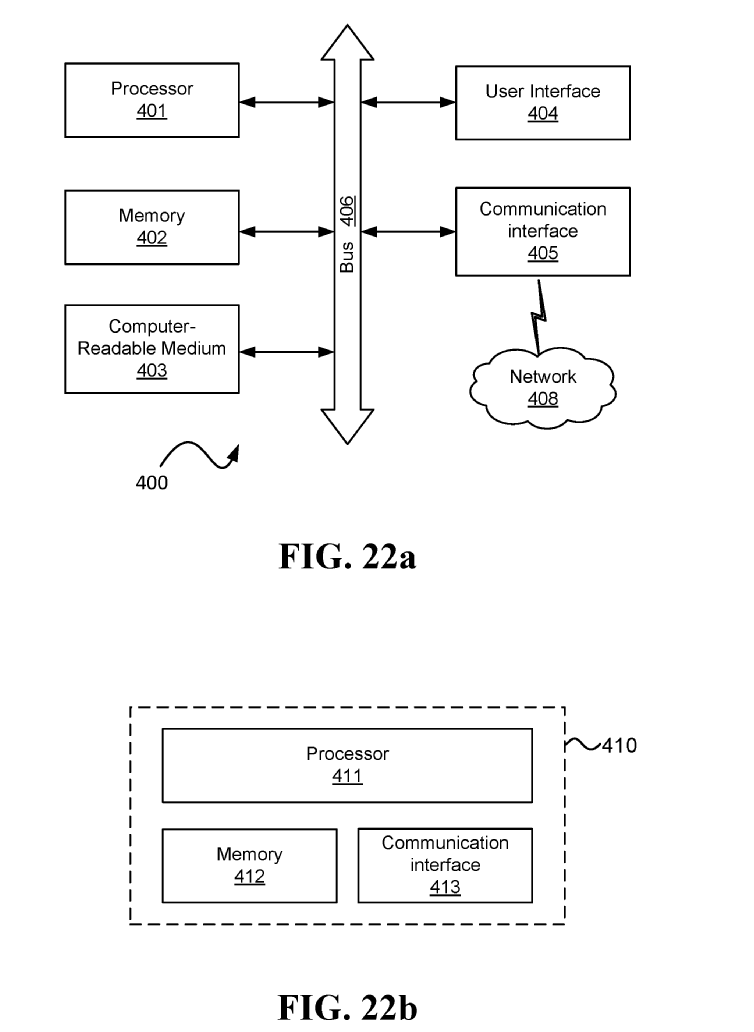 Processor
401
Memory
402
Computer-
Readable Medium
403
Bus 406
User Interface
404
Communication
interface
405
Network
408
400
FIG. 22a
Processor
411
Memory
412
Communication
interface
413
410
FIG. 22b